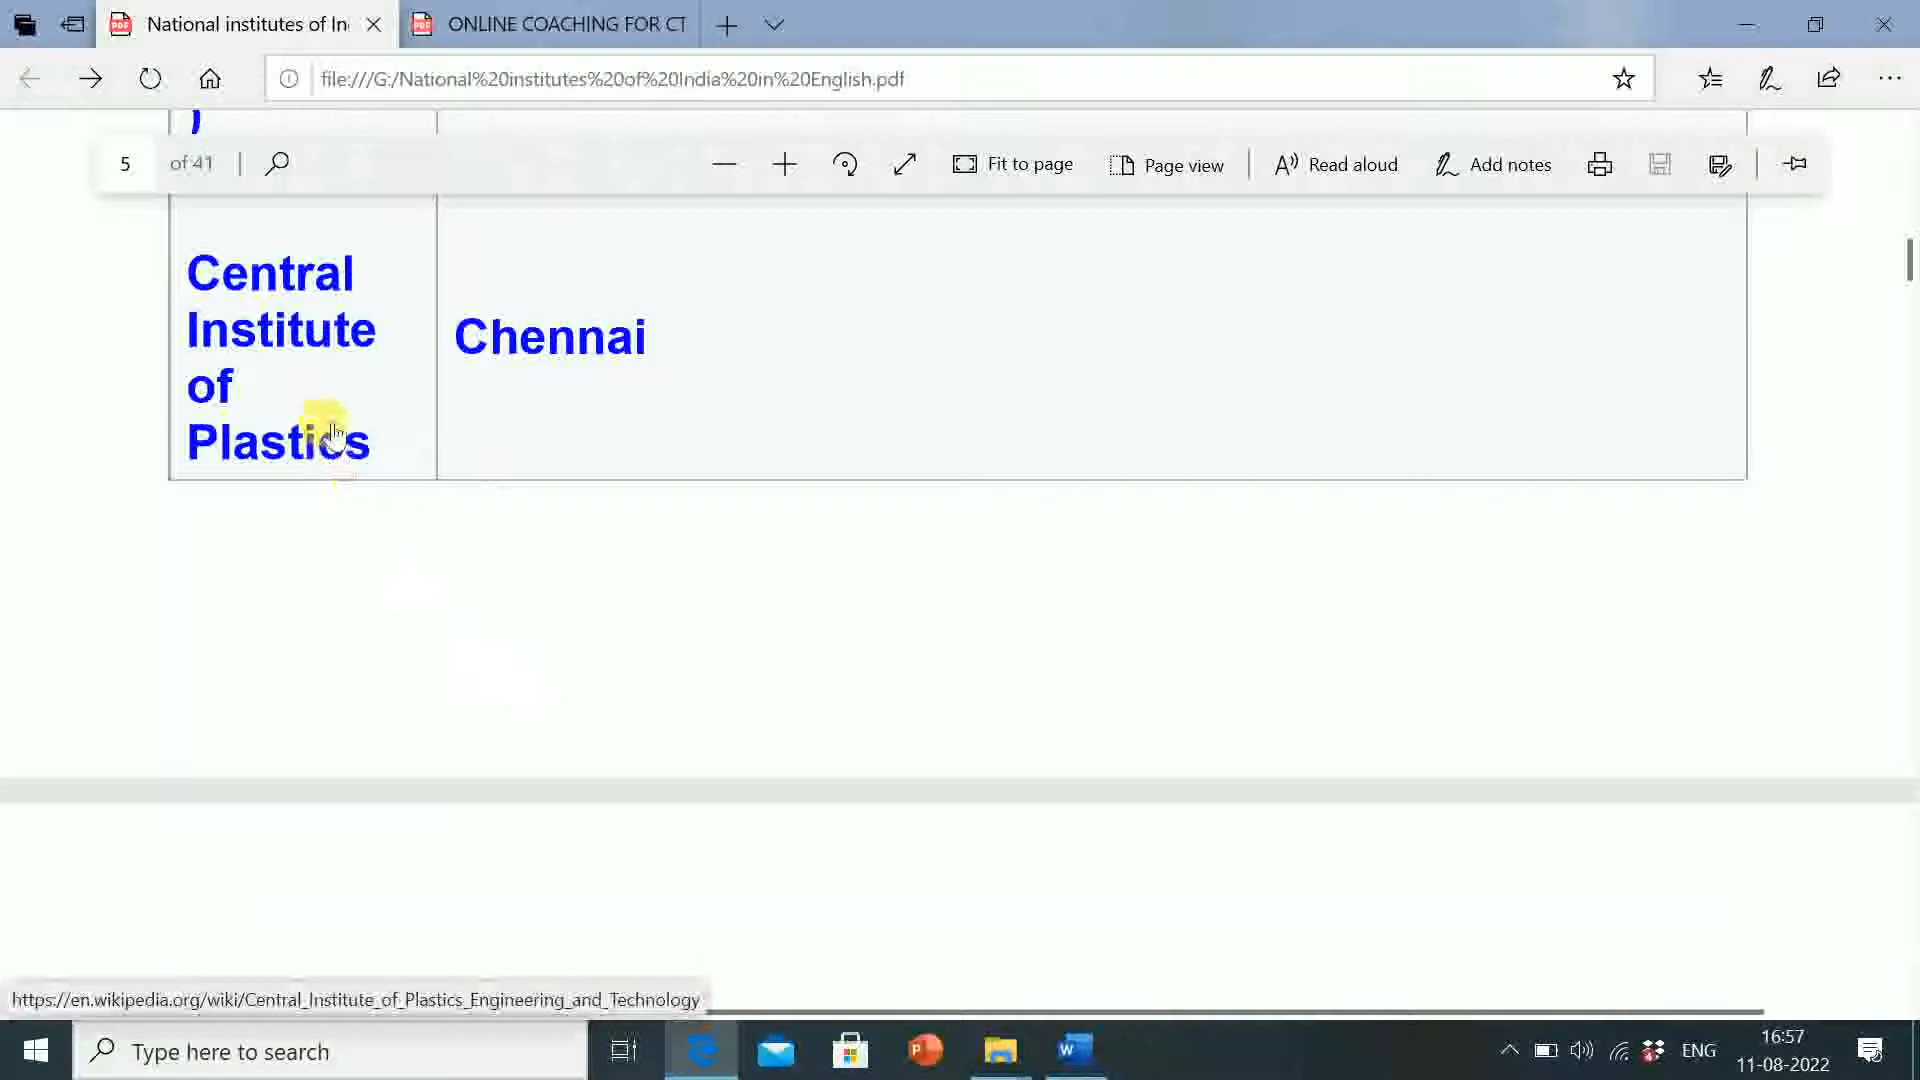 National institutes of In
ONLINE COACHING FOR CT
file:///G:/National%20institutes%20of%20India%20in%20English.pdf
)
5 of 41
Fit to page
Page view
Read aloud
Add notes
Central
Institute
of
Plastics
Chennai
https://en.wikipedia.org/wiki/Central_Institute_of_Plastics_Engineering_and_Technology
Type here to search
ENG
16:57
11-08-2022